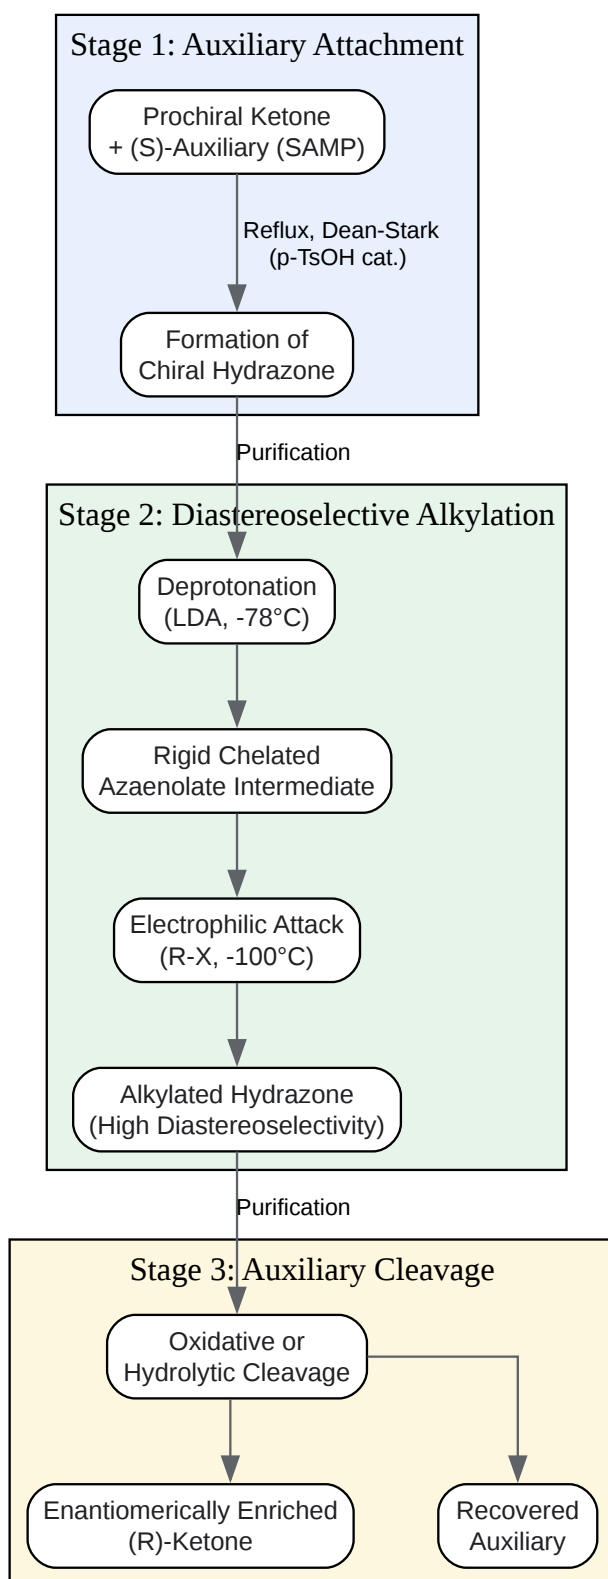 Stage 1: Auxiliary Attachment
Prochiral Ketone
+ (S)-Auxiliary (SAMP)
Reflux, Dean-Stark
(p-TsOH cat.)
Formation of
Chiral Hydrazone
Purification
Stage 2: Diastereoselective Alkylation
Deprotonation
(LDA, -78°C)
Rigid Chelated
Azaenolate Intermediate
Electrophilic Attack
(R-X, -100°C)
Alkylated Hydrazone
(High Diastereoselectivity)
Purification
Stage 3: Auxiliary Cleavage
Oxidative or
Hydrolytic Cleavage
Enantiomerically Enriched
(R)-Ketone
Recovered
Auxiliary